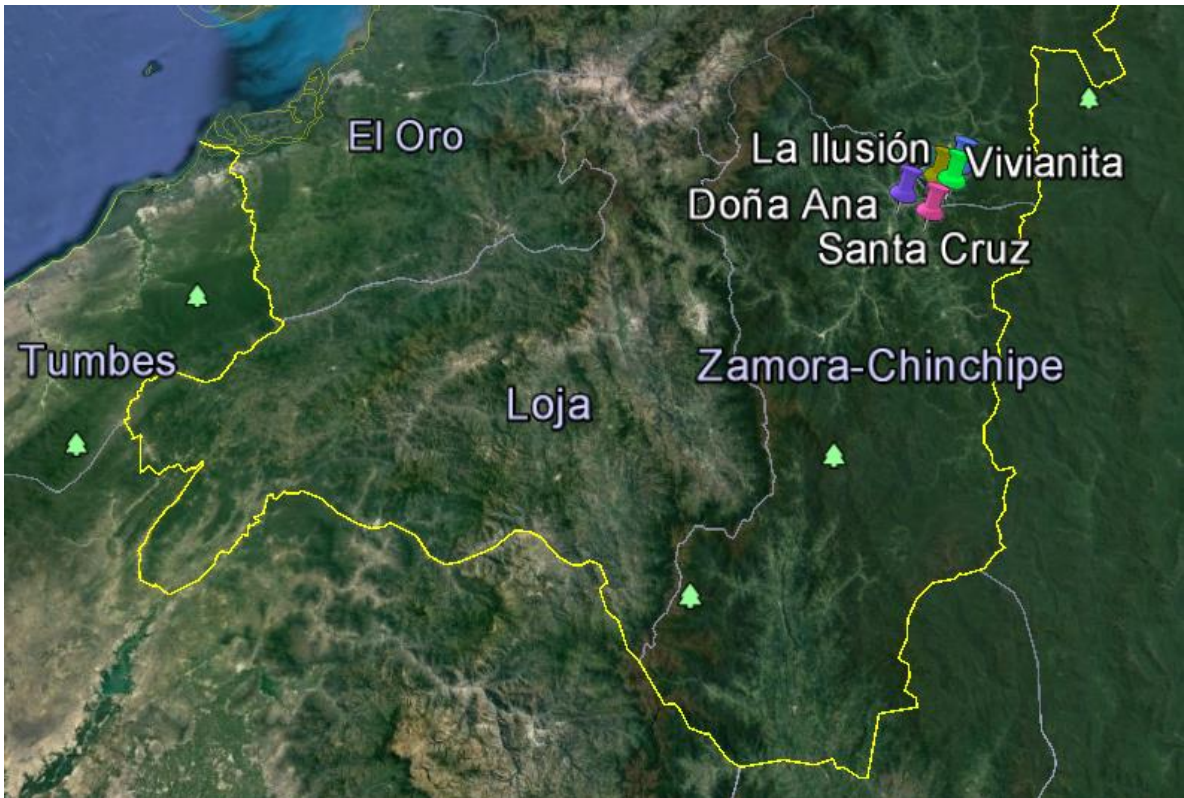 El Oro
La Ilusión
Vivianita
Doña Ana
Santa Cruz
Tumbes
Zamora-Chinchipe
Loja